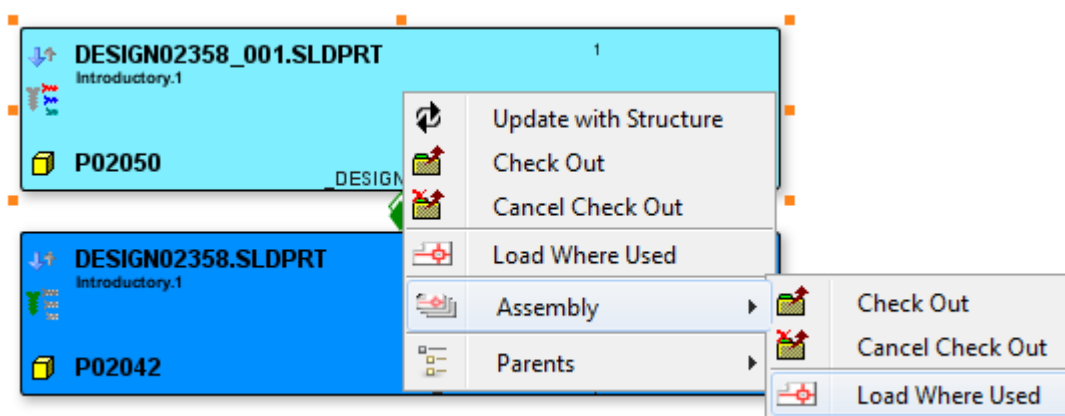 DESIGN02358_001.SLDPRT
1
Introductory.1
P02050
_DESIGN
Update with Structure
Check Out
Cancel Check Out
Load Where Used
Assembly
Parents
DESIGN02358.SLDPRT
Introductory.1
P02042
Check Out
Cancel Check Out
Load Where Used